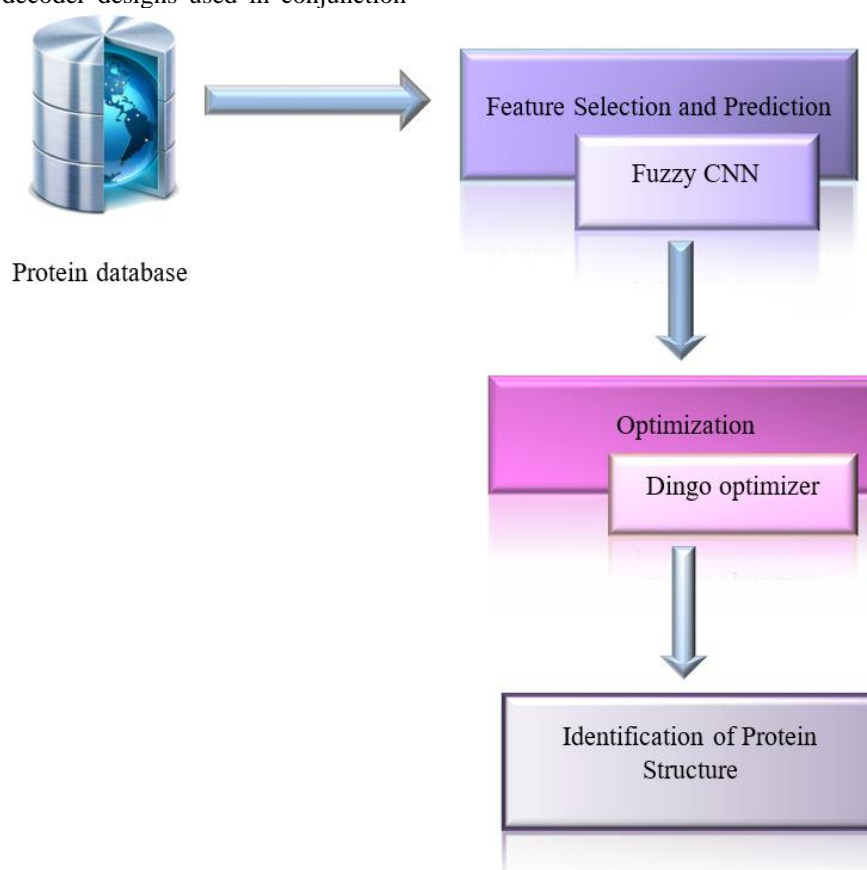 decoder designs used in conjunction
Feature Selection and Prediction
Fuzzy CNN
Protein database
Optimization
Dingo optimizer
Identification of Protein
Structure